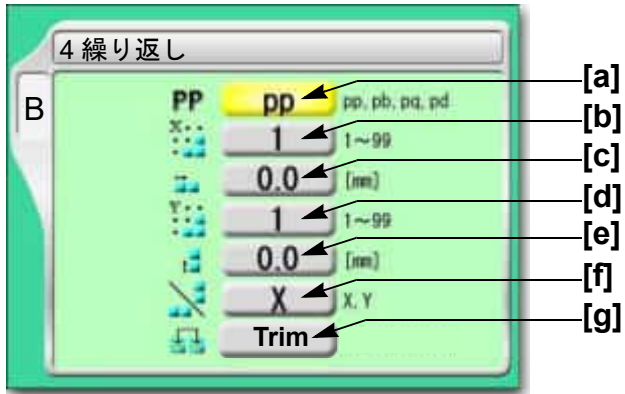 4 繰り返し
B
PP pp pp, pb, pq, pd [a]
X 1 1～99 [b]
0.0 [mm] [c]
Y 1 1～99 [d]
0.0 [mm] [e]
X X, Y [f]
Trim [g]